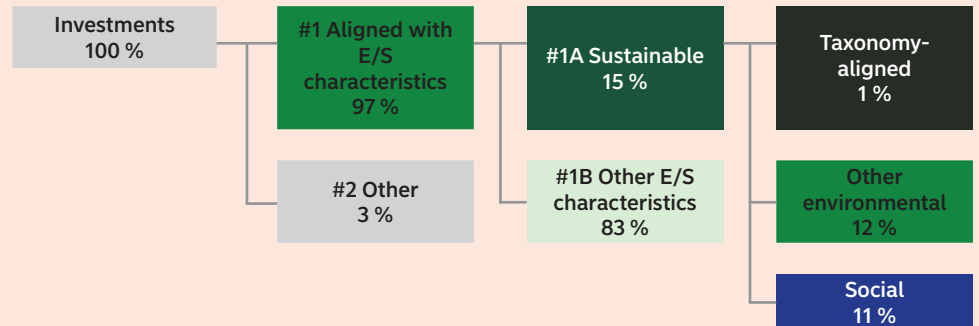 Investments
100 %
#1 Aligned with
E/S
characteristics
97 %
#2 Other
3 %
#1A Sustainable
15 %
#1B Other E/S
characteristics
83 %
Taxonomy-
aligned
1 %
Other
environmental
12 %
Social
11 %